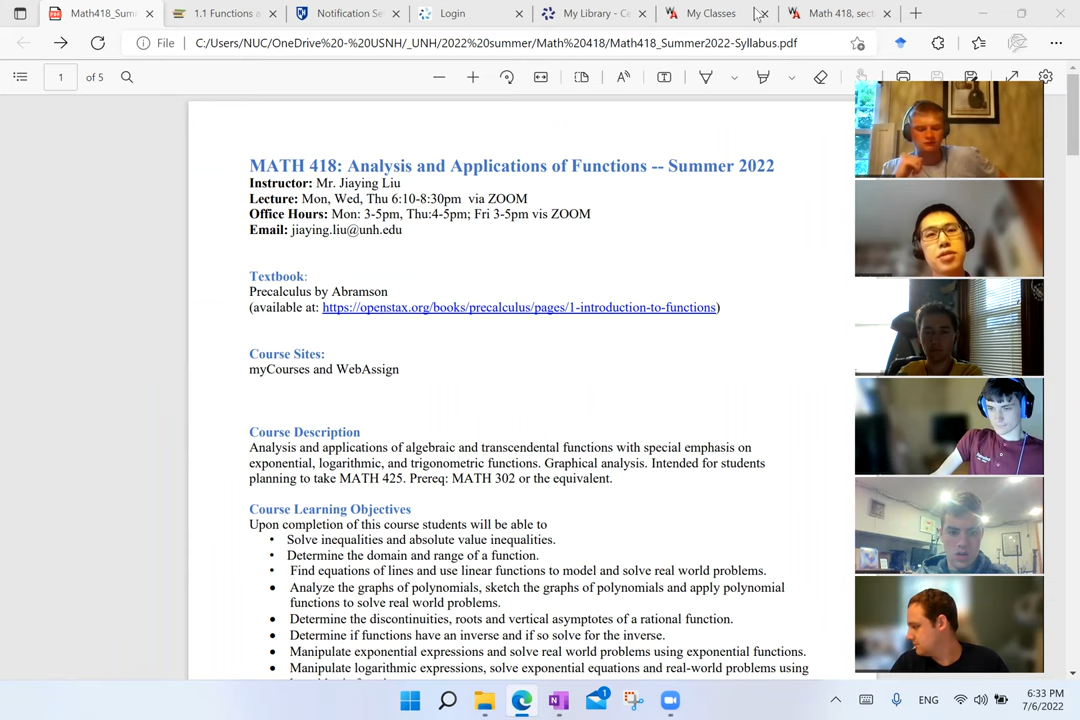 Math418_Sum
1.1 Functions a
Notification Se
Login
My Library - Ce
My Classes
Math 418, sect
File
C:/Users/NUC/OneDrive%20-%20USNH/_UNH/2022%20summer/Math%20418/Math418_Summer2022-Syllabus.pdf
1 of 5
MATH 418: Analysis and Applications of Functions -- Summer 2022
Instructor: Mr. Jiaying Liu
Lecture: Mon, Wed, Thu 6:10-8:30pm via ZOOM
Office Hours: Mon: 3-5pm, Thu:4-5pm; Fri 3-5pm vis ZOOM
Email: jiaying.liu@unh.edu
Textbook:
Precalculus by Abramson
(available at: https://openstax.org/books/precalculus/pages/1-introduction-to-functions)
Course Sites:
myCourses and WebAssign
Course Description
Analysis and applications of algebraic and transcendental functions with special emphasis on
exponential, logarithmic, and trigonometric functions. Graphical analysis. Intended for students
planning to take MATH 425. Prereq: MATH 302 or the equivalent.
Course Learning Objectives
Upon completion of this course students will be able to
• Solve inequalities and absolute value inequalities.
• Determine the domain and range of a function.
• Find equations of lines and use linear functions to model and solve real world problems.
• Analyze the graphs of polynomials, sketch the graphs of polynomials and apply polynomial
functions to solve real world problems.
• Determine the discontinuities, roots and vertical asymptotes of a rational function.
• Determine if functions have an inverse and if so solve for the inverse.
• Manipulate exponential expressions and solve real world problems using exponential functions.
• Manipulate logarithmic expressions, solve exponential equations and real-world problems using
ENG
6:33 PM
7/6/2022